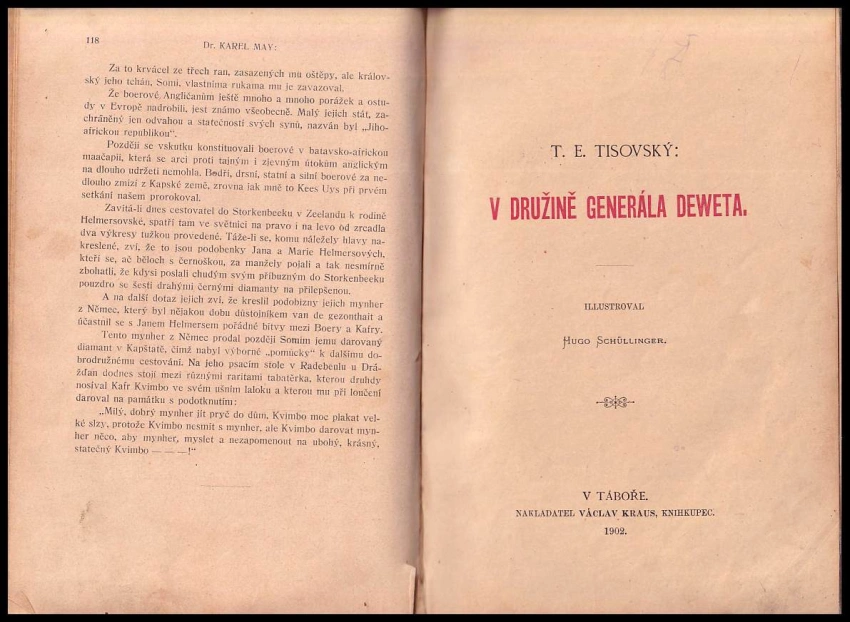 118
Dr. KAREL MAY:
Za to krvácel ze třech ran, zasazených mu oštěpy, ale králov-
ský jeho tchán, Somi, vlastníma rukama mu je zavazoval.
Že boerové Angličanům ještě mnoho a mnoho porážek a ostu-
dy v Evropě nadrobili, jest známo všeobecně. Malý jejich stát, za-
chráněný jen odvahou a statečností svých synů, nazván byl „Jiho-
africkou republikou“.
Později se vskutku konstituovali boerové v batavsko-africkou
maačapii, která se arci proti tajným i zjevným útokům anglickým
na dlouho udržeti nemohla. Bodří, drsní, statní a silní boerové za ne-
dlouho zmizí z Kapské země, zrovna jak mně to Kees Uys při prvém
setkání našem prorokoval.
Zavítá-li dnes cestovatel do Storkenbeeku v Zeelandu k rodině
Helmersovské, spatří tam ve světnici na pravo i na levo od zrcadla
dva výkresy tužkou provedené. Táže-li se, komu náležely hlavy na-
kreslené, zví, že to jsou podobenky Jana a Marie Helmersových,
kteří se, ač běloch s černoškou, za manžely pojali a tak nesmírně
zbohatli, že kdysi poslali chudým svým příbuzným do Storkenbeeku
pouzdro se šesti drahými černými diamanty na přilepšenou.
A na další dotaz jejich zví, že kreslil podobizny jejich mynher
z Němec, který byl nějakou dobu důstojníkem van de gezonthait a
účastnil se s Janem Helmersem pořádné bitvy mezi Boery a Kafry.
Tento mynher z Němec prodal později Somim jemu darovaný
diamant v Kapštatě, čímž nabyl výborné „pomůcky“ k dalšímu do-
brodružnému cestování. Na jeho psacím stole v Radebeulu u Drá-
žďan dodnes stojí mezi různými raritami tabatěrka, kterou druhdy
nosíval Kafr Kvimbo ve svém ušním laloku a kterou mu při loučení
daroval na památku s podotknutím:
„Milý, dobrý mynher jít pryč do dům, Kvimbo moc plakat vel-
ké slzy, protože Kvimbo nesmít s mynher, ale Kvimbo darovat myn-
her něco, aby mynher, myslet a nezapomenout na ubohý, krásný,
statečný Kvimbo — — —!“
T. E. TISOVSKÝ:
V DRUŽINĚ GENERÁLA DEWETA.
ILLUSTROVAL
HUGO SCHÜLLINGER.
V TÁBOŘE.
NAKLADATEL VÁCLAV KRAUS, KNIHKUPEC.
1902.